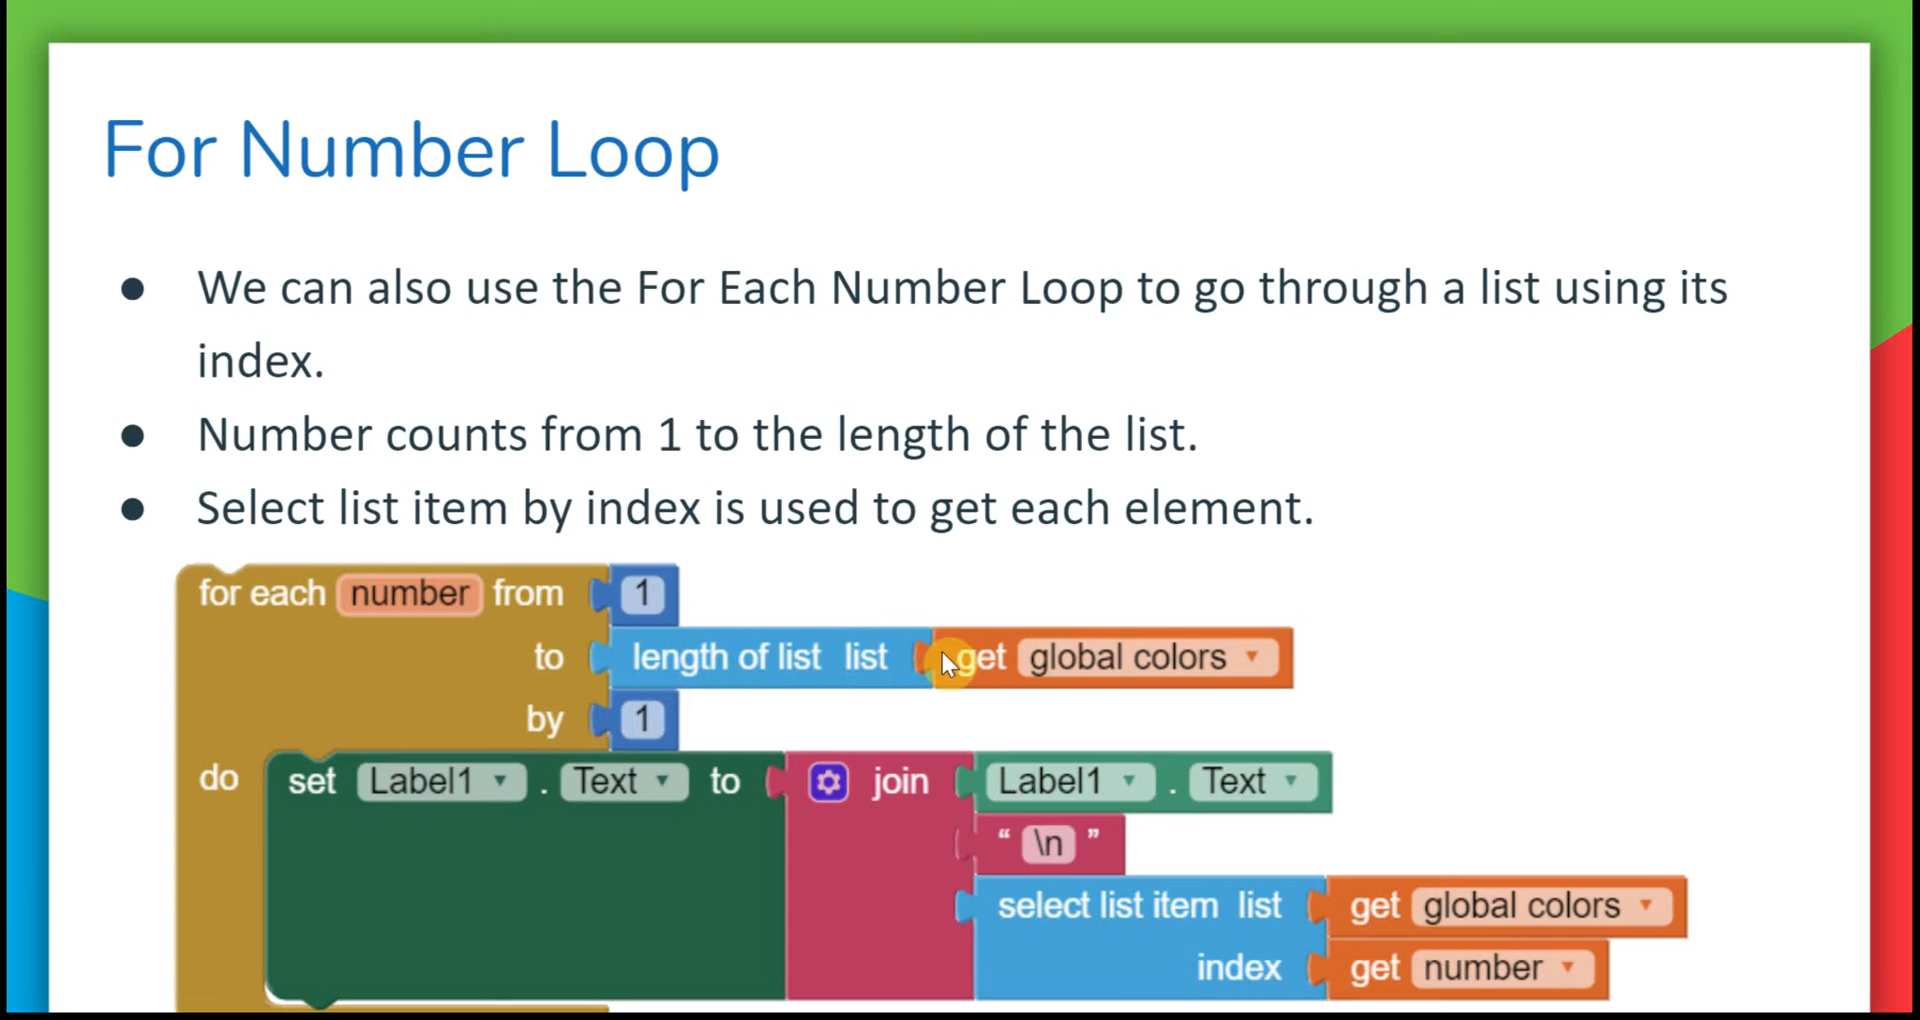 For Number Loop
● We can also use the For Each Number Loop to go through a list using its
index.
● Number counts from 1 to the length of the list.
● Select list item by index is used to get each element.
for each number from 1
to length of list list get global colors
by 1
do set Label1 . Text to join Label1 . Text
“ \n ”
select list item list get global colors
index get number